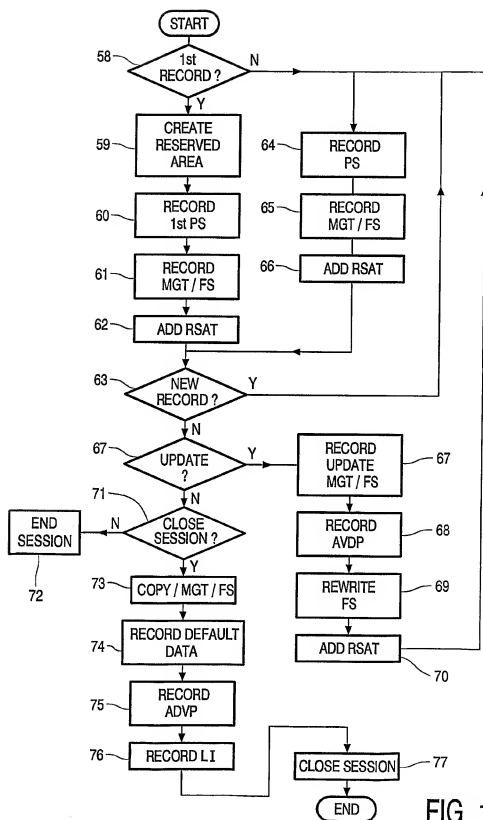 START
58
1st
RECORD ?
N
Y
59
CREATE
RESERVED
AREA
64
RECORD
PS
60
RECORD
1st PS
65
RECORD
MGT / FS
61
RECORD
MGT / FS
66
ADD RSAT
62
ADD RSAT
63
NEW
RECORD ?
Y
N
67
UPDATE
?
Y
RECORD
UPDATE
MGT / FS
67
N
71
CLOSE
SESSION ?
N
END
SESSION
72
RECORD
AVDP
68
Y
73
COPY / MGT / FS
REWRITE
FS
69
74
RECORD DEFAULT
DATA
ADD RSAT
70
75
RECORD
ADVP
76
RECORD LI
CLOSE SESSION
77
END
FIG